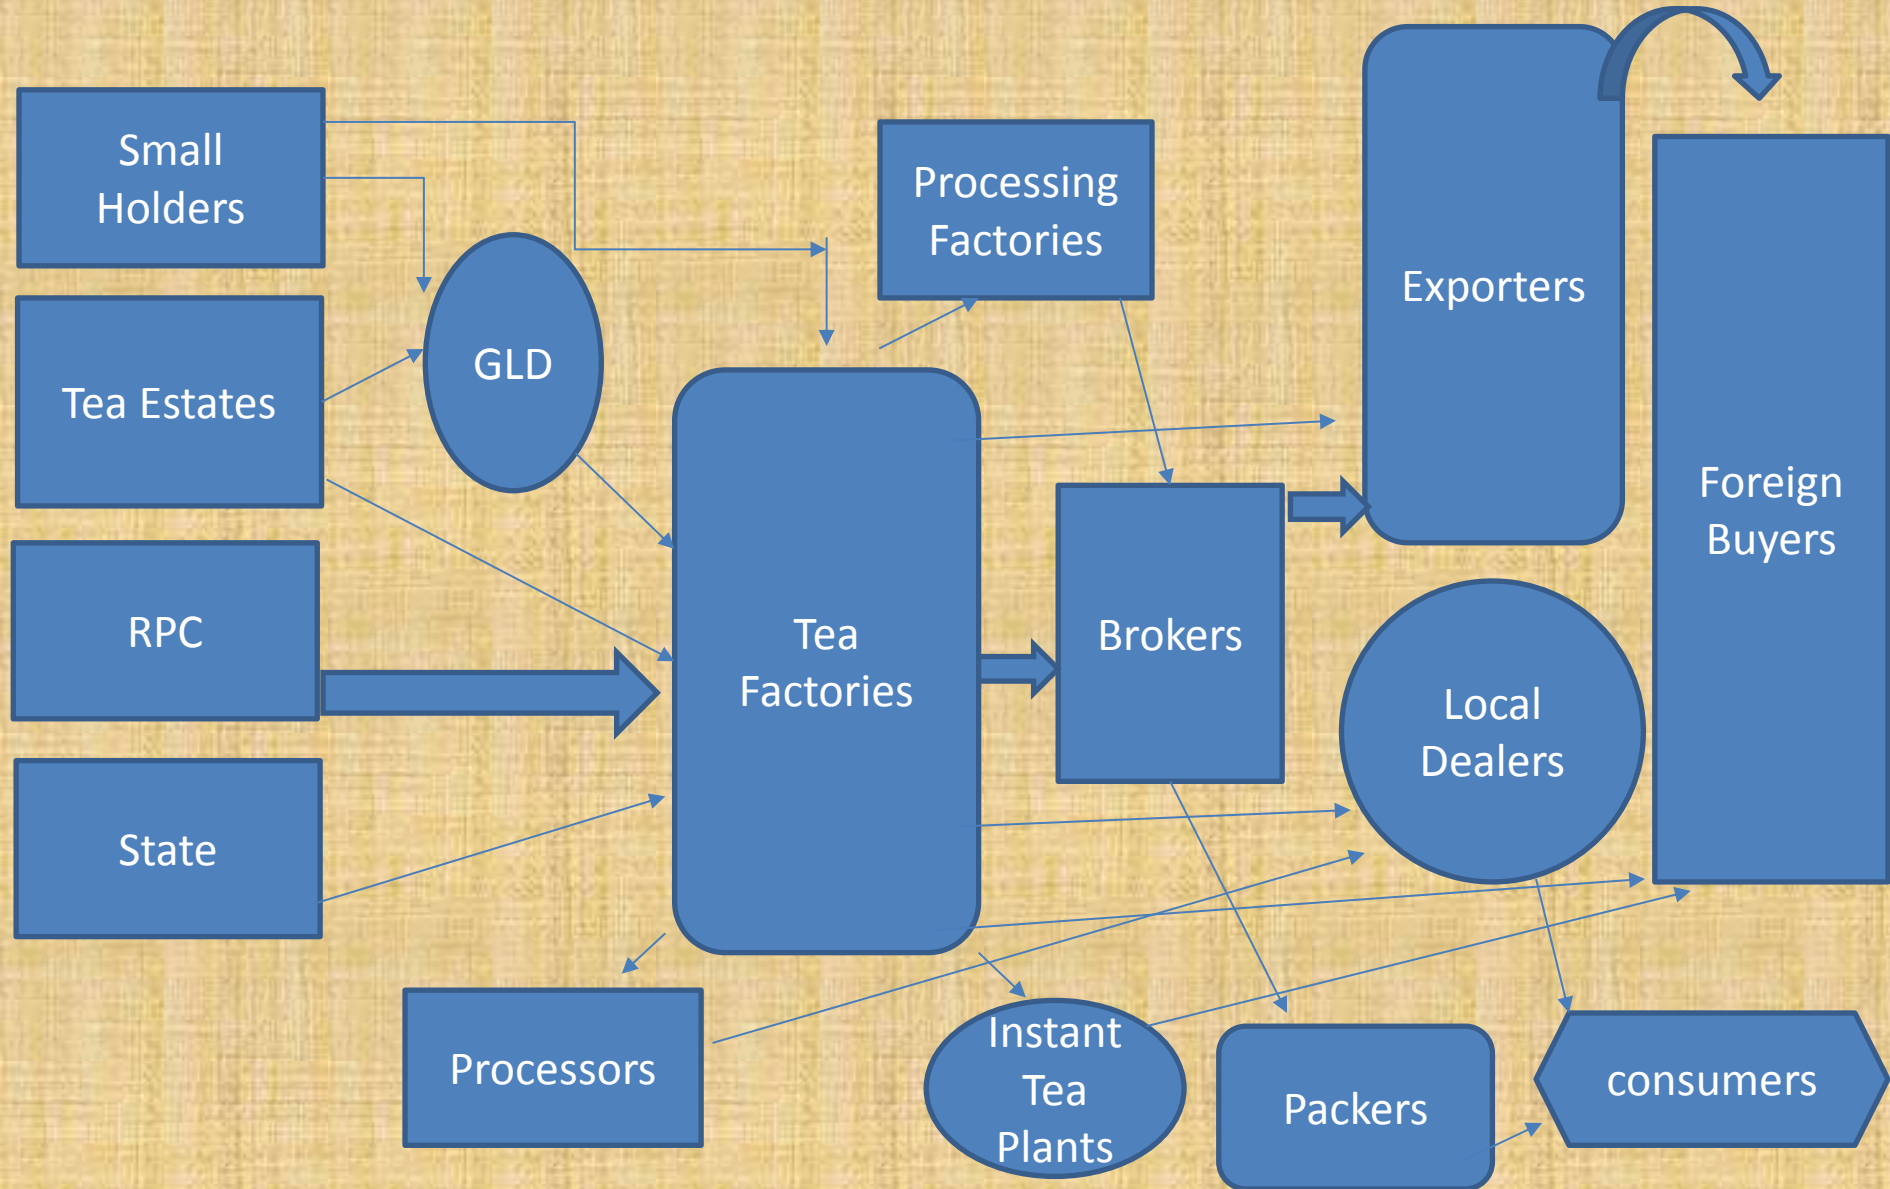 Small
Holders
Tea Estates
RPC
State
GLD
Processing
Factories
Tea
Factories
Brokers
Exporters
Foreign
Buyers
Local
Dealers
Processors
Instant
Tea
Plants
Packers
consumers